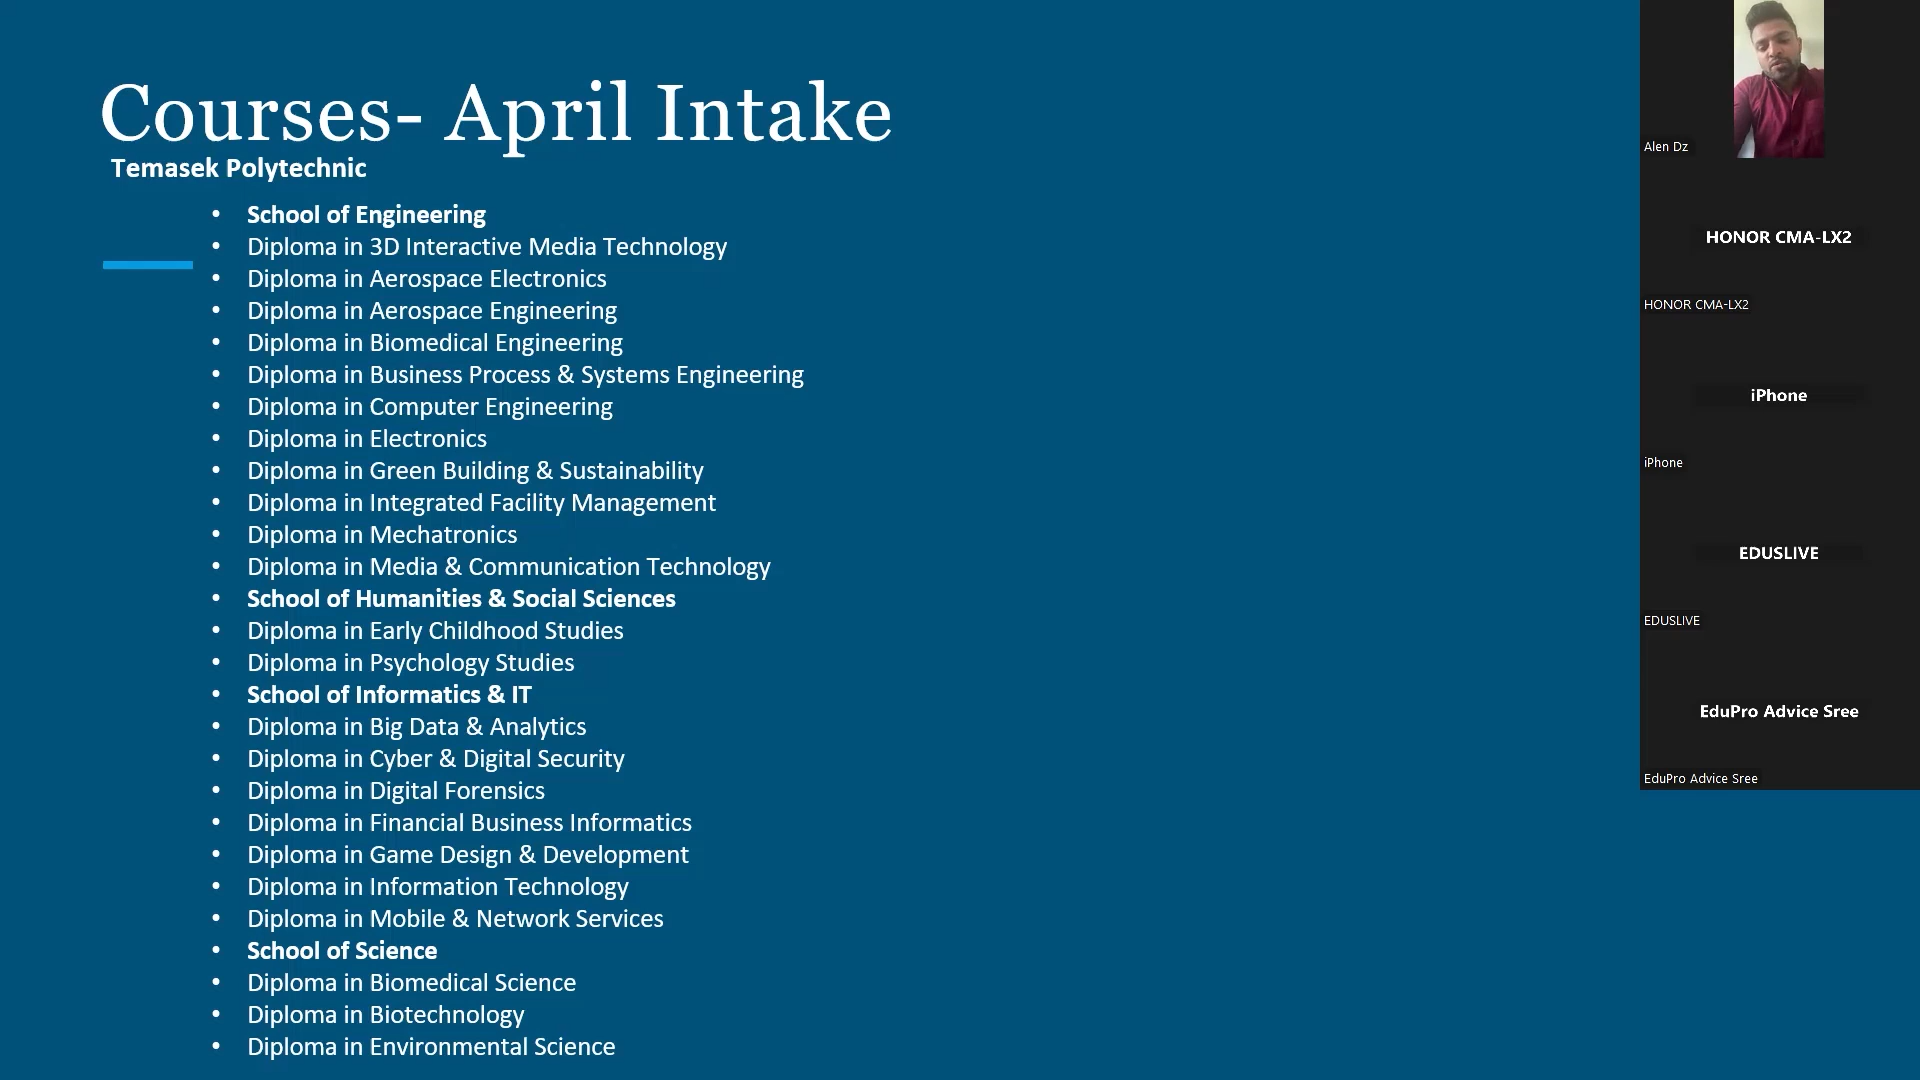 Courses- April Intake
Temasek Polytechnic
• School of Engineering
• Diploma in 3D Interactive Media Technology
• Diploma in Aerospace Electronics
• Diploma in Aerospace Engineering
• Diploma in Biomedical Engineering
• Diploma in Business Process & Systems Engineering
• Diploma in Computer Engineering
• Diploma in Electronics
• Diploma in Green Building & Sustainability
• Diploma in Integrated Facility Management
• Diploma in Mechatronics
• Diploma in Media & Communication Technology
• School of Humanities & Social Sciences
• Diploma in Early Childhood Studies
• Diploma in Psychology Studies
• School of Informatics & IT
• Diploma in Big Data & Analytics
• Diploma in Cyber & Digital Security
• Diploma in Digital Forensics
• Diploma in Financial Business Informatics
• Diploma in Game Design & Development
• Diploma in Information Technology
• Diploma in Mobile & Network Services
• School of Science
• Diploma in Biomedical Science
• Diploma in Biotechnology
• Diploma in Environmental Science
Alen Dz
HONOR CMA-LX2
HONOR CMA-LX2
iPhone
iPhone
EDUSLIVE
EDUSLIVE
EduPro Advice Sree
EduPro Advice Sree